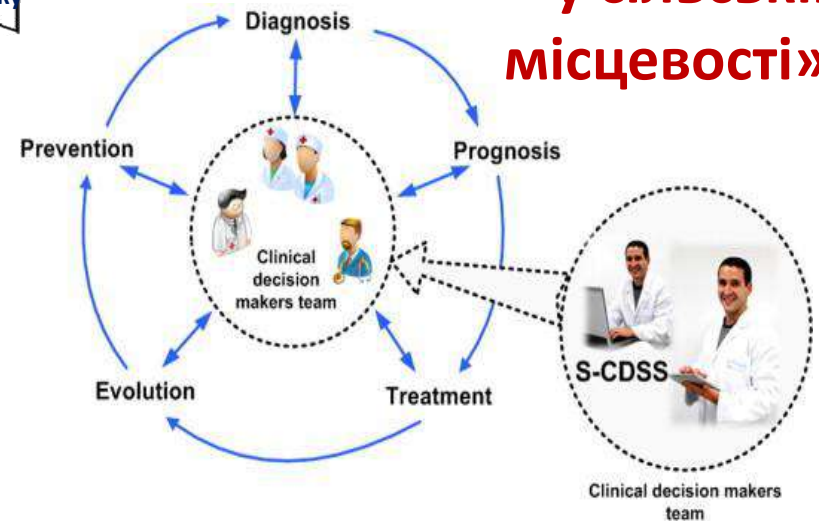 місцевості»
Diagnosis
Prevention
Prognosis
Clinical
decision
makers team
Evolution
Treatment
S-CDSS
Clinical decision makers
team